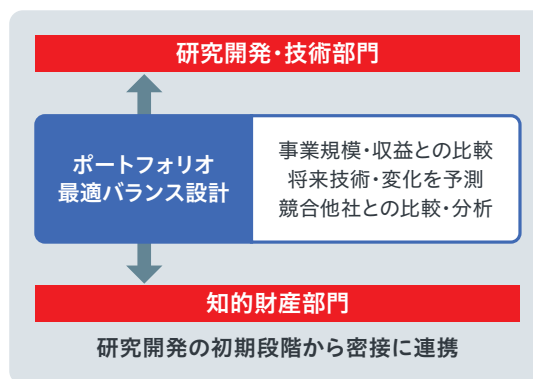 研究開発・技術部門
ポートフォリオ
最適バランス設計
事業規模・収益との比較
将来技術・変化を予測
競合他社との比較・分析
知的財産部門
研究開発の初期段階から密接に連携